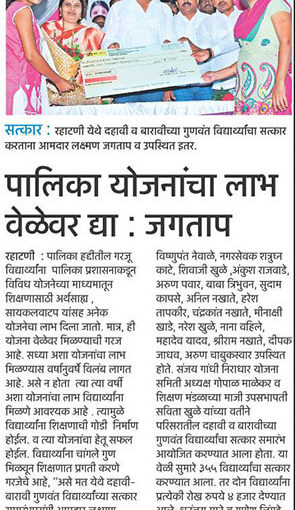 सत्कार : रहाटणी येथे दहावी व बारावीच्या गुणवंत विद्यार्थ्यांचा सत्कार
करताना आमदार लक्ष्मण जगताप व उपस्थित इतर.
पालिका योजनांचा लाभ
वेळेवर द्या : जगताप
रहाटणी : पालिका हद्दीतील गरजू
विद्यार्थ्यांना पालिका प्रशासनाकडून
विविध योजनेच्या माध्यमातून
शिक्षणासाठी अर्थसाह्य ,
सायकलवाटप यांसह अनेक
योजनेचा लाभ दिला जातो. मात्र, ही
योजना वेळेवर मिळण्याची गरज
आहे. सध्या अशा योजनांचा लाभ
मिळण्यास वर्षानुवर्षे विलंब लागत
आहे. असे न होता त्या त्या वर्षी
अशा योजनांचा लाभ विद्यार्थ्यांना
मिळणे आवश्यक आहे . त्यामुळे
विद्यार्थ्यांना शिक्षणाची गोडी निर्माण
होईल. व त्या योजनांचा हेतू सफल
होईल. विद्यार्थ्यांना चांगले गुण
मिळवून शिक्षणात प्रगती करणे
गरजेचे आहे, ''असे मत येथे दहावी-
बारावी गुणवंत विद्यार्थ्यांच्या सत्कार
विष्णुपंत नेवाळे, नगरसेवक शत्रुघ्न
काटे, शिवाजी खुळे ,अंकुश राजवाडे,
अरुण पवार, बाबा त्रिभुवन, सुदाम
कापसे, अनिल नखाते, हरेश
तापकीर, चंद्रकांत नखाते, मीनाक्षी
खाडे, नरेश खुळे, नाना वहिले,
महादेव यादव, श्रीराम नखाते, दीपक
जाधव, अरुण चाबुकस्वार उपस्थित
होते. संजय गांधी निराधार योजना
समिती अध्यक्ष गोपाळ माळेकर व
शिक्षण मंडळाच्या माजी उपसभापती
सविता खुळे यांच्या वतीने
परिसरातील दहावी व बारावीच्या
गुणवंत विद्यार्थ्यांचा सत्कार समारंभ
आयोजित करण्यात आला होता. या
वेळी सुमारे ३५५ विद्यार्थ्यांचा सत्कार
करण्यात आला. तर दोन विद्यार्थ्यांना
प्रत्येकी रोख रुपये ४ हजार देण्यात